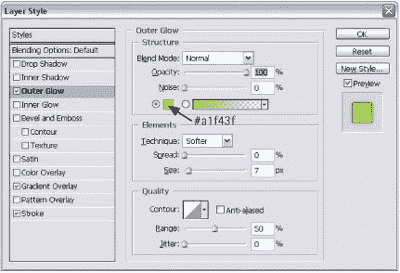 Layer Style
Styles
Blending Options: Default
Drop Shadow
Inner Shadow
Outer Glow
Inner Glow
Bevel and Emboss
Contour
Texture
Satin
Color Overlay
Gradient Overlay
Pattern Overlay
Stroke
Outer Glow
Structure
Blend Mode: Normal
Opacity: 100 %
Noise: 0 %
#a1f43f
Elements
Technique: Softer
Spread: 0 %
Size: 7 px
Quality
Contour: Anti-aliased
Range: 50 %
Jitter: 0 %
OK
Reset
New Style...
Preview